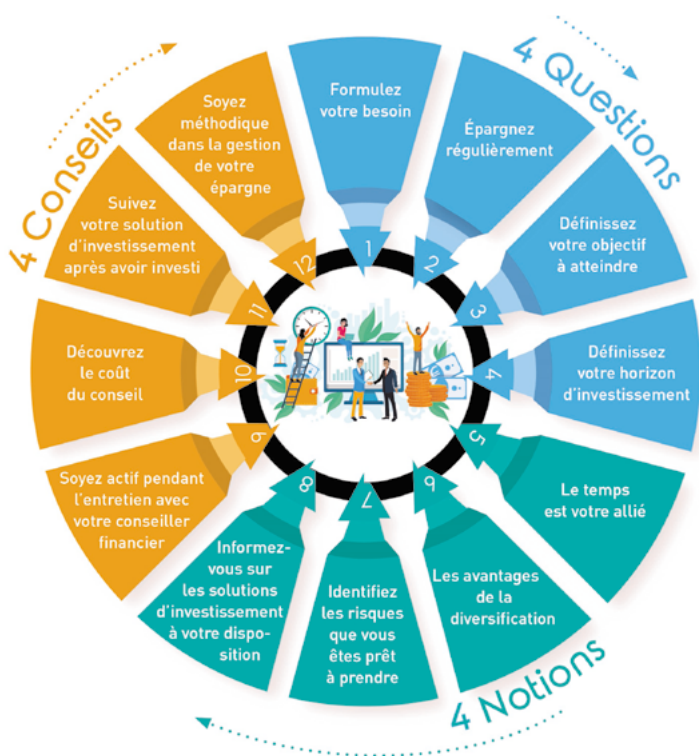 4 Questions
Formulez
votre besoin
1
Épargnez
régulièrement
2
Définissez
votre objectif
à atteindre
3
Définissez
votre horizon
d'investissement
4
4 Notions
Le temps
est votre allié
5
Les avantages
de la
diversification
6
Identifiez
les risques
que vous
êtes prêt
à prendre
7
Informez-
vous sur
les solutions
d'investissement
à votre dispo-
sition
8
4 Conseils
Soyez actif pendant
l'entretien avec
votre conseiller
financier
9
Découvrez
le coût
du conseil
10
Suivez
votre solution
d'investissement
après avoir investi
11
Soyez
méthodique
dans la gestion
de votre
épargne
12